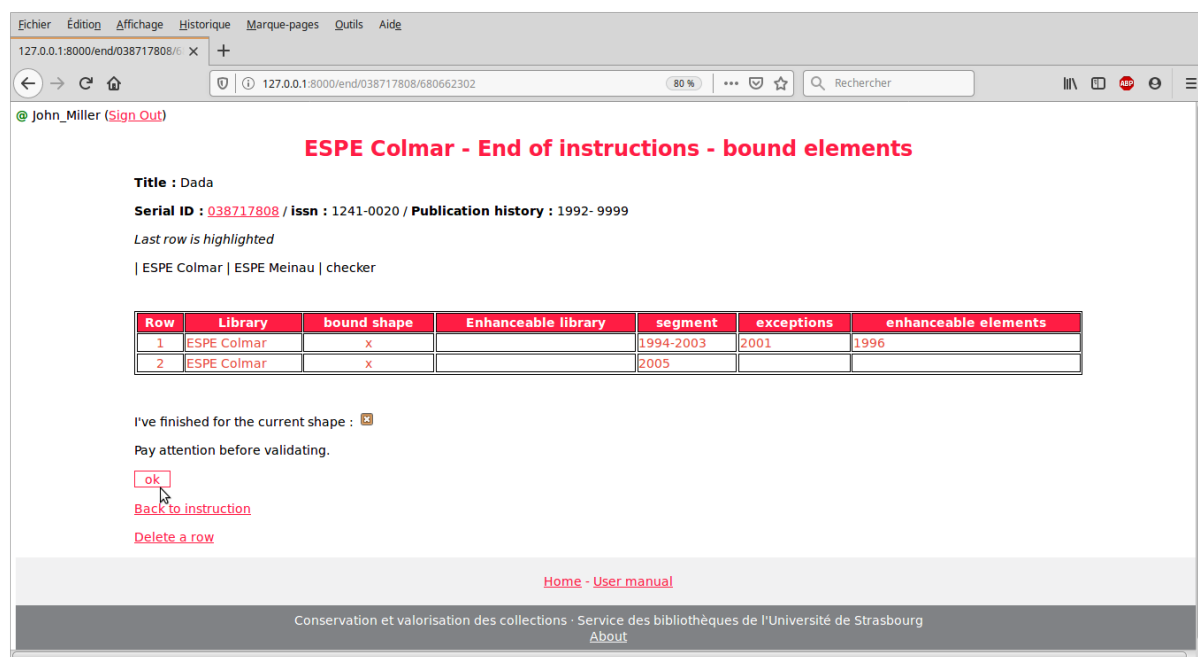 Fichier Édition Affichage Historique Marque-pages Outils Aide
127.0.0.1:8000/end/038717808/6
127.0.0.1:8000/end/038717808/680662302 80 % Rechercher ABP
@ John_Miller (Sign Out)
ESPE Colmar - End of instructions - bound elements
Title : Dada
Serial ID : 038717808 / issn : 1241-0020 / Publication history : 1992- 9999
Last row is highlighted
| ESPE Colmar | ESPE Meinau | checker
Row Library bound shape Enhanceable library segment exceptions enhanceable elements
1 ESPE Colmar x 1994-2003 2001 1996
2 ESPE Colmar x 2005
I've finished for the current shape :
Pay attention before validating.
ok
Back to instruction
Delete a row
Home - User manual
Conservation et valorisation des collections · Service des bibliothèques de l'Université de Strasbourg
About